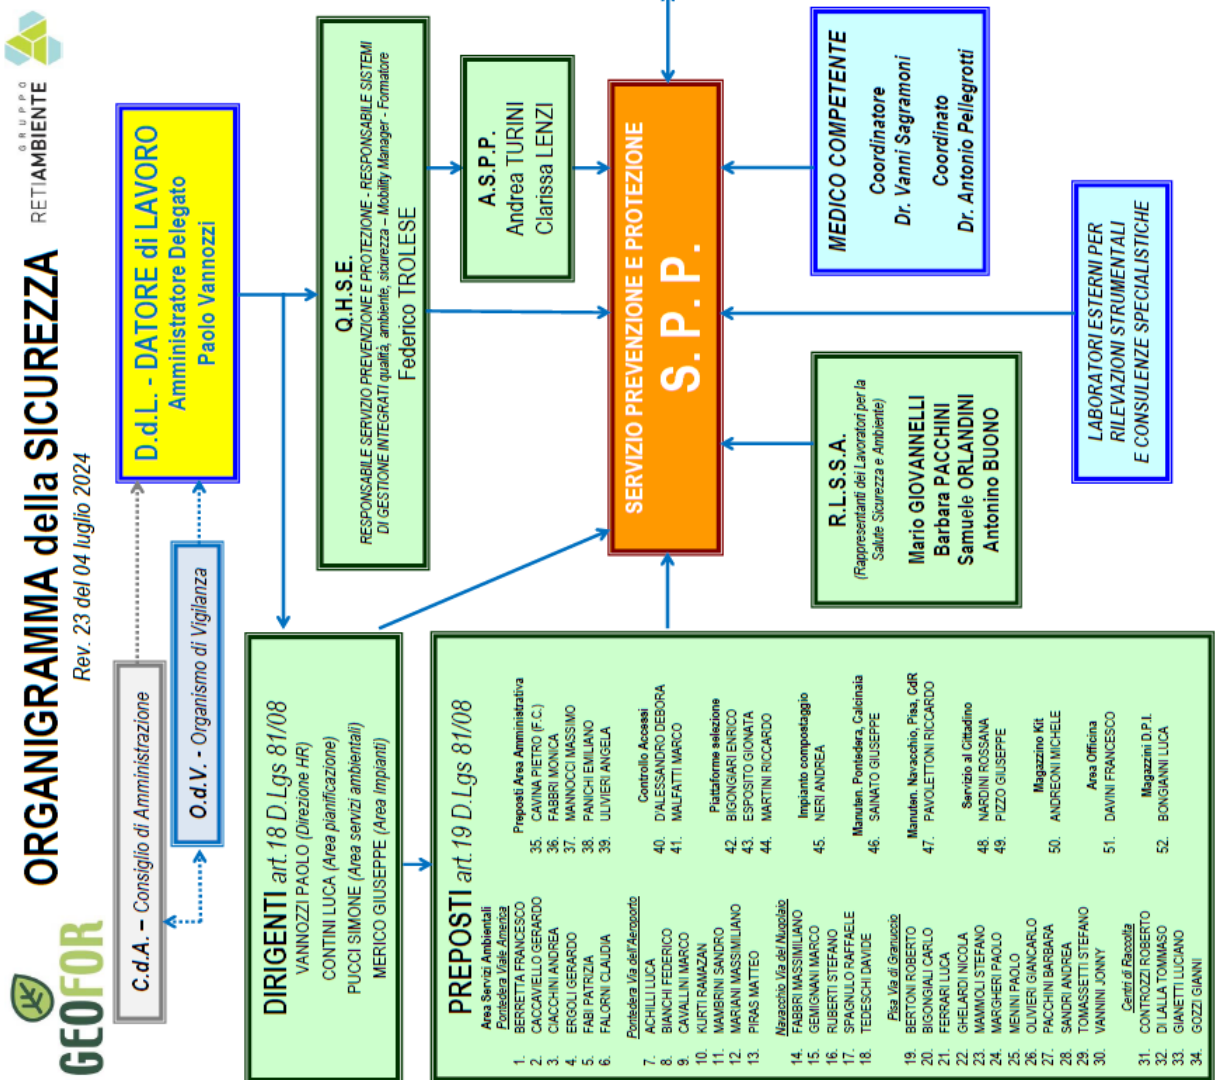 GEOFOR
ORGANIGRAMMA della SICUREZZA
Rev. 23 del 04 luglio 2024
GRUPPO
RETIAMBIENTE
C.d.A. – Consiglio di Amministrazione
O.d.V. - Organismo di Vigilanza
D.d.L. - DATORE di LAVORO
Amministratore Delegato
Paolo Vannozzi
DIRIGENTI art.18 D.Lgs 81/08
VANNOZZI PAOLO (Direzione HR)
CONTINI LUCA (Area pianificazione)
PUCCI SIMONE (Area servizi ambientali)
MERICO GIUSEPPE (Area Impianti)
Q.H.S.E.
RESPONSABILE SERVIZIO PREVENZIONE E PROTEZIONE - RESPONSABILE SISTEMI
DI GESTIONE INTEGRATI qualità, ambiente, sicurezza – Mobility Manager - Formatore
Federico TROLESE
A.S.P.P.
Andrea TURINI
Clarissa LENZI
PREPOSTI art.19 D.Lgs 81/08
Area Servizi Ambientali
Pontedera Viale America
1. BERRETTA FRANCESCO
2. CACCAVIELLO GERARDO
3. CIACCHINI ANDREA
4. ERGOLI GERARDO
5. FABI PATRIZIA
6. FALORNI CLAUDIA
Pontedera Via dell'Aeroporto
7. ACHILLI LUCA
8. BIANCHI FEDERICO
9. CAVALLINI MARCO
10. KURTI RAMAZAN
11. MAMBRINI SANDRO
12. MARIANI MASSIMILIANO
13. PIRAS MATTEO
Navacchio Via del Nugolaio
14. FABBRI MASSIMILIANO
15. GEMIGNANI MARCO
16. RUBERTI STEFANO
17. SPAGNULO RAFFAELE
18. TEDESCHI DAVIDE
Pisa Via di Granuccio
19. BERTONI ROBERTO
20. BIGONGIALI CARLO
21. FERRARI LUCA
22. GHELARDI NICOLA
23. MAMMOLI STEFANO
24. MARGHERI PAOLO
25. MENINI PAOLO
26. OLIVIERI GIANCARLO
27. PACCHINI BARBARA
28. SANDRI ANDREA
29. TOMASSETTI STEFANO
30. VANNINI JONNY
Centri di Raccolta
31. CONTROZZI ROBERTO
32. DI LALLA TOMMASO
33. GIANETTI LUCIANO
34. GOZZI GIANNI
Preposti Area Amministrativa
35. CAVINA PIETRO (F.C.)
36. FABBRI MONICA
37. MANNOCCI MASSIMO
38. PANICHI EMILIANO
39. ULIVIERI ANGELA
Controllo Accessi
40. D'ALESSANDRO DEBORA
41. MALFATTI MARCO
Piattaforme selezione
42. BIGONGIARI ENRICO
43. ESPOSITO GIONATA
44. MARTINI RICCARDO
Impianto compostaggio
45. NERI ANDREA
Manuten. Pontedera, Calcinaia
46. SAINATO GIUSEPPE
Manuten. Navacchio, Pisa, CdR
47. PAVOLETTONI RICCARDO
Servizio al Cittadino
48. NARDINI ROSSANA
49. PIZZO GIUSEPPE
Magazzino Kit
50. ANDREONI MICHELE
Area Officina
51. DAVINI FRANCESCO
Magazzini D.P.I.
52. BONGIANNI LUCA
SERVIZIO PREVENZIONE E PROTEZIONE
S. P. P.
R.L.S.S.A.
(Rappresentanti dei Lavoratori per la
Salute Sicurezza e Ambiente)
Mario GIOVANNELLI
Barbara PACCHINI
Samuele ORLANDINI
Antonino BUONO
MEDICO COMPETENTE
Coordinatore
Dr. Vanni Sagramoni
Coordinato
Dr. Antonio Pellegrotti
LABORATORI ESTERNI PER
RILEVAZIONI STRUMENTALI
E CONSULENZE SPECIALISTICHE